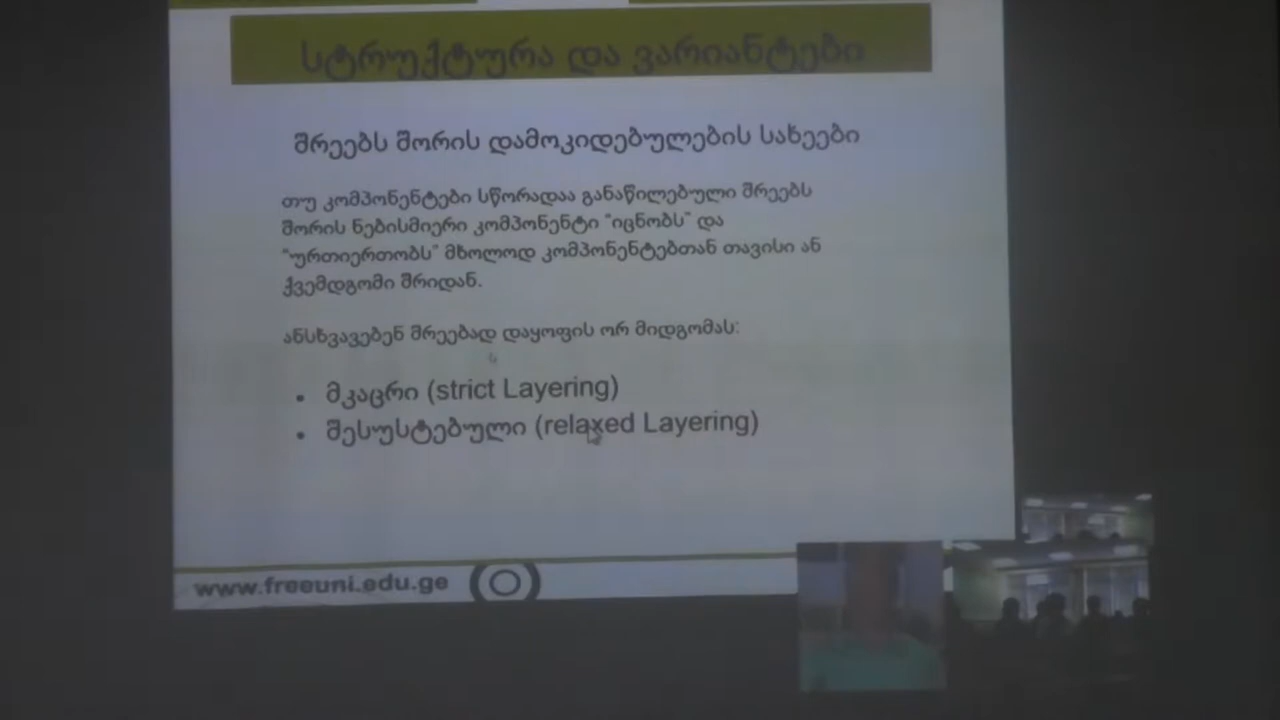 სტრუქტურა და ვარიანტები
შრეებს შორის დამოკიდებულების სახეები
თუ კომპონენტები სწორადაა განაწილებული შრეებს
შორის ნებისმიერი კომპონენტი "იცნობს" და
"ურთიერთობს" მხოლოდ კომპონენტებთან თავისი ან
ქვემდგომი შრიდან.
ანსხვავებენ შრეებად დაყოფის ორ მიდგომას:
• მკაცრი (strict Layering)
• შესუსტებული (relaxed Layering)
www.freeuni.edu.ge